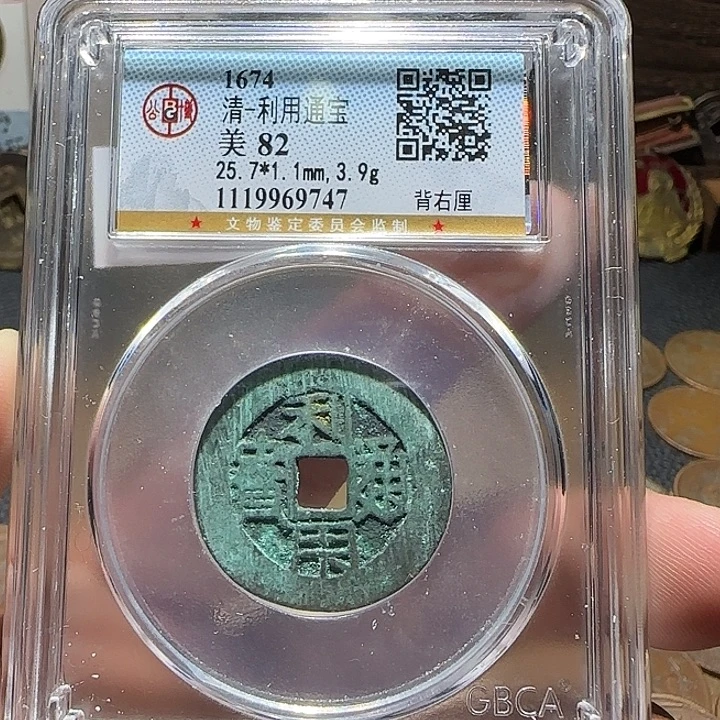 1674
清-利用通宝
美 82
25.7*1.1mm,3.9g
1119969747
背右厘
★ 文物鉴定委员会监制 ★
利用通寶
GBCA